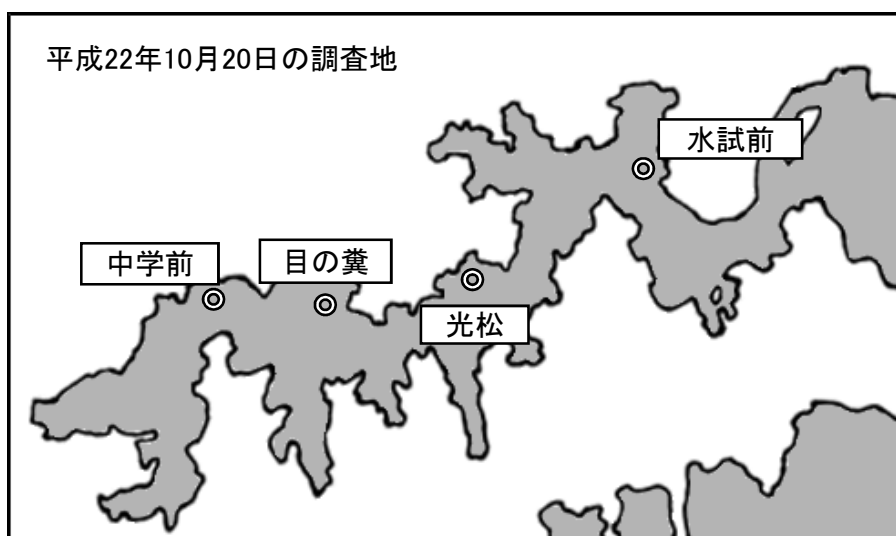 平成22年10月20日の調査地
水試前
中学前
目の糞
光松